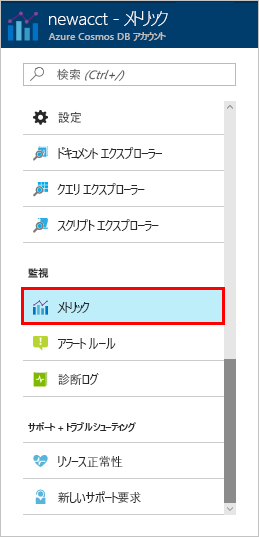 newacct - メトリック
Azure Cosmos DB アカウント
検索 (Ctrl+/)
設定
ドキュメント エクスプローラー
クエリ エクスプローラー
スクリプト エクスプローラー
監視
メトリック
アラート ルール
診断ログ
サポート + トラブルシューティング
リソース正常性
新しいサポート要求